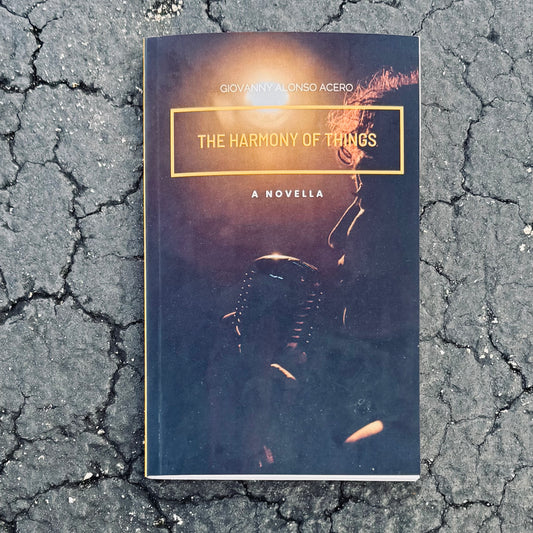 GIOVANNY ALONSO ACERO
THE HARMONY OF THINGS
A NOVELLA